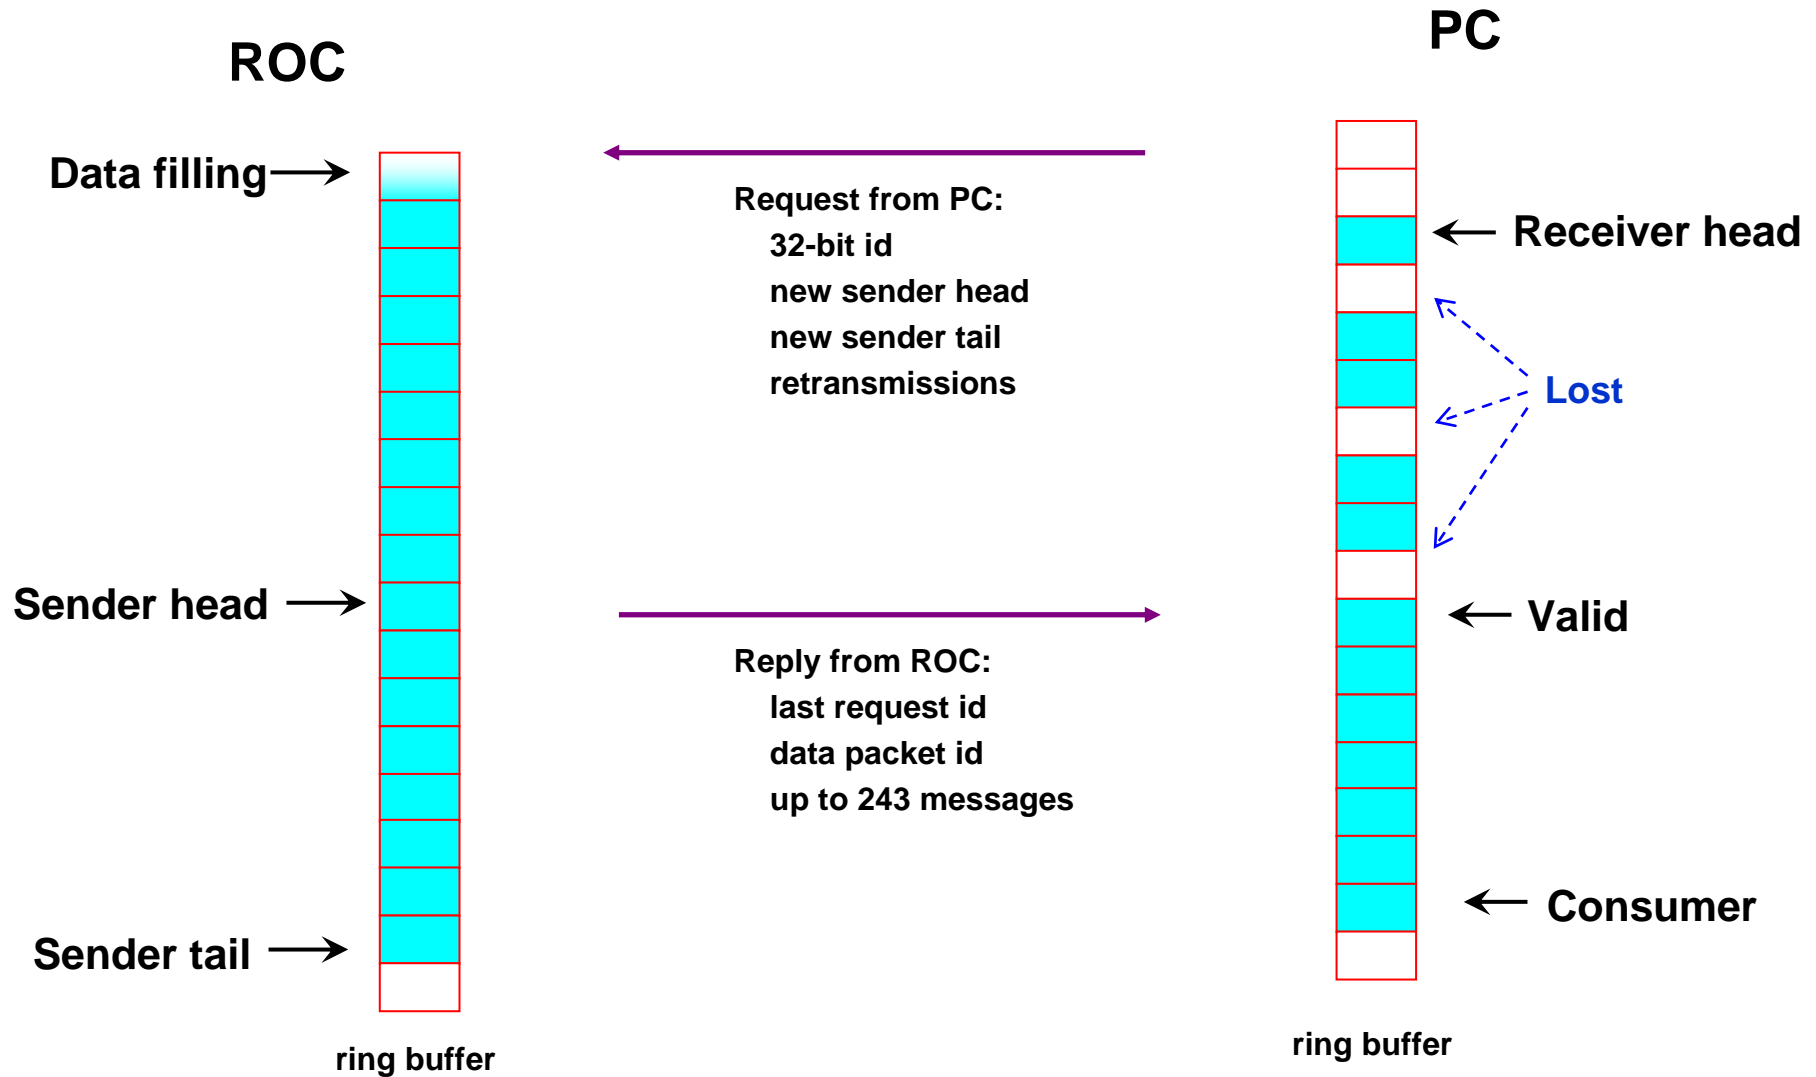 ROC
PC
Data filling
Request from PC:
32-bit id
new sender head
new sender tail
retransmissions
Receiver head
Lost
Sender head
Valid
Reply from ROC:
last request id
data packet id
up to 243 messages
Consumer
Sender tail
ring buffer
ring buffer